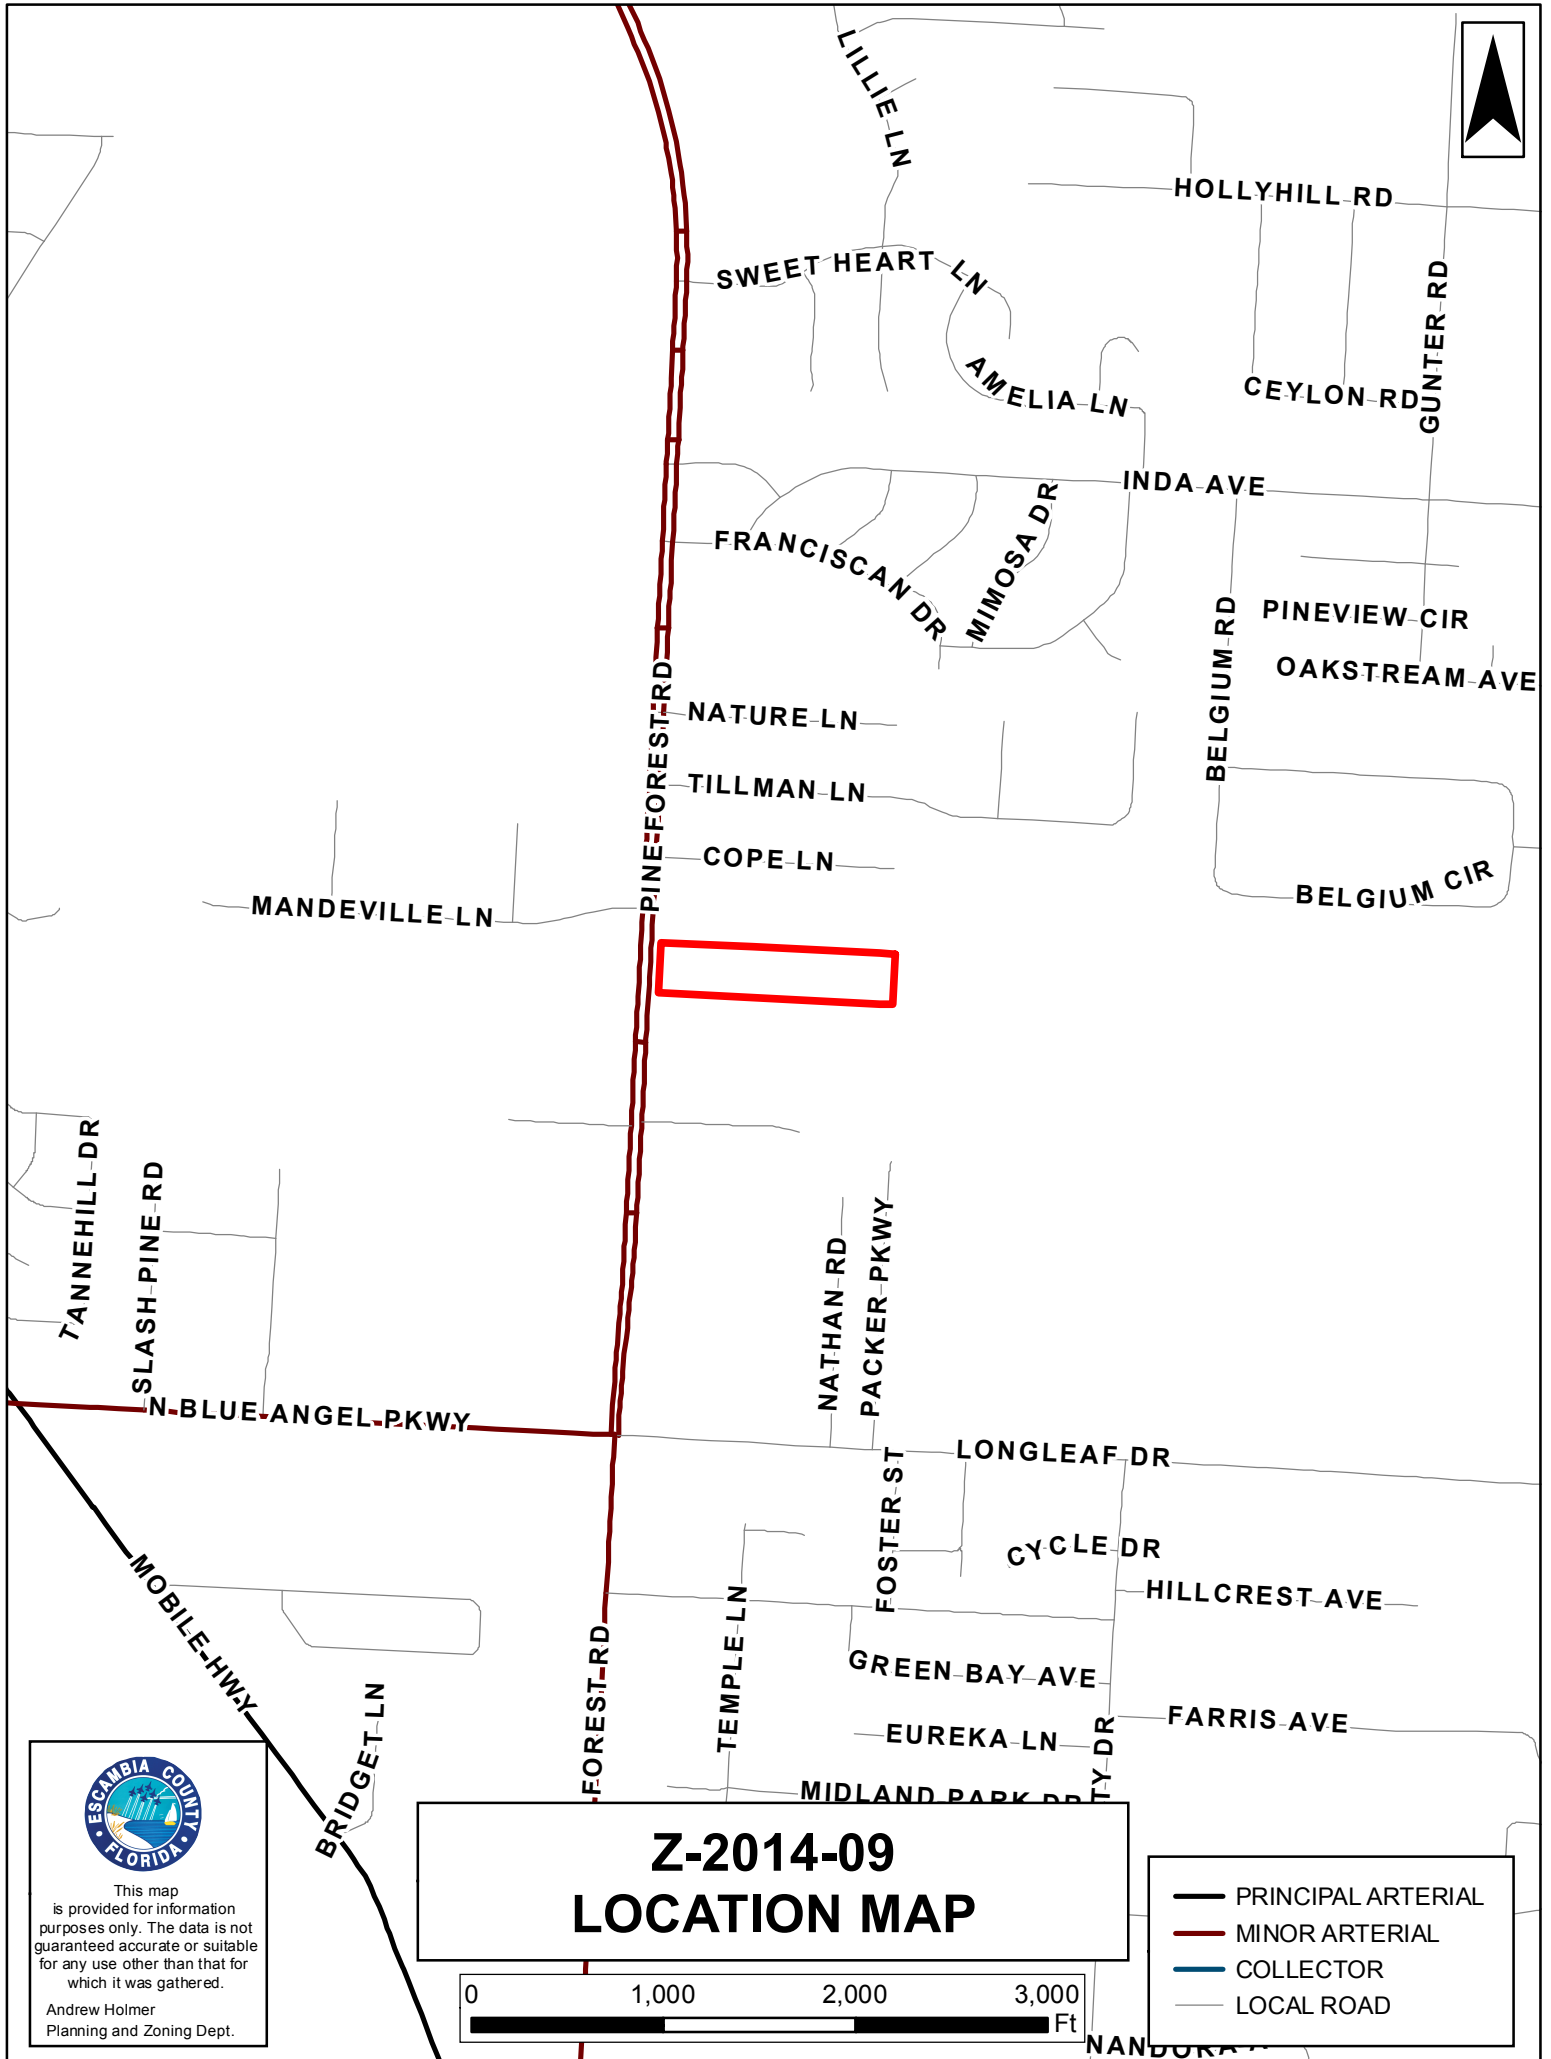 LILLIE LN
HOLLYHILL RD
SWEET HEART LN
GUNTER RD
AMELIA LN
CEYLON RD
INDA AVE
MIMOSA DR
FRANCISCAN DR
BELGIUM RD
PINEVIEW CIR
OAKSTREAM AVE
PINE FOREST RD
NATURE LN
TILLMAN LN
COPE LN
BELGIUM CIR
MANDEVILLE LN
TANNEHILL DR
SLASH PINE RD
NATHAN RD
PACKER PKWY
N BLUE ANGEL PKWY
LONGLEAF DR
FOSTER ST
CYCLE DR
HILLCREST AVE
MOBILE HWY
TEMPLE LN
FOREST RD
GREEN BAY AVE
BRIDGET LN
FARRIS AVE
EUREKA LN
TY DR
MIDLAND PARK DR
ESCAMBIA COUNTY
FLORIDA
This map
is provided for information
purposes only. The data is not
guaranteed accurate or suitable
for any use other than that for
which it was gathered.
Andrew Holmer
Planning and Zoning Dept.
Z-2014-09
LOCATION MAP
0 1,000 2,000 3,000
Ft
PRINCIPAL ARTERIAL
MINOR ARTERIAL
COLLECTOR
LOCAL ROAD